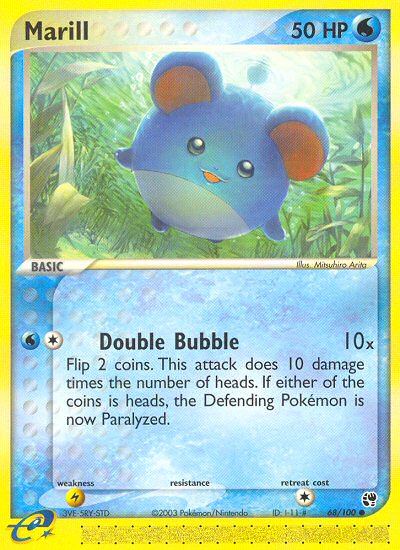 Marill 50 HP
BASIC
Illus. Mitsuhiro Arita
Double Bubble 10x
Flip 2 coins. This attack does 10 damage
times the number of heads. If either of the
coins is heads, the Defending Pokémon is
now Paralyzed.
weakness resistance retreat cost
©2003 Pokémon/Nintendo 68/100
e